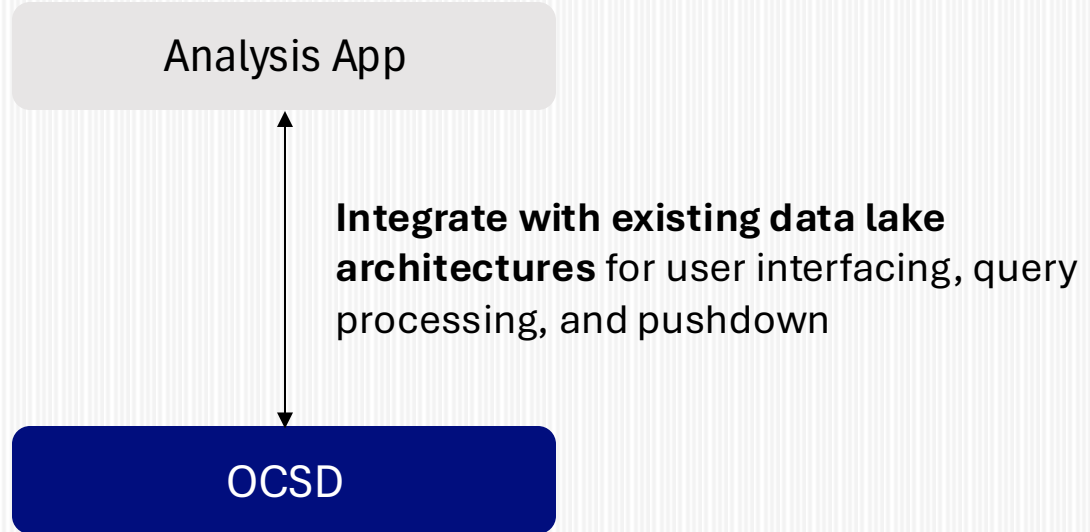 Analysis App
Integrate with existing data lake
architectures for user interfacing, query
processing, and pushdown
OCSD